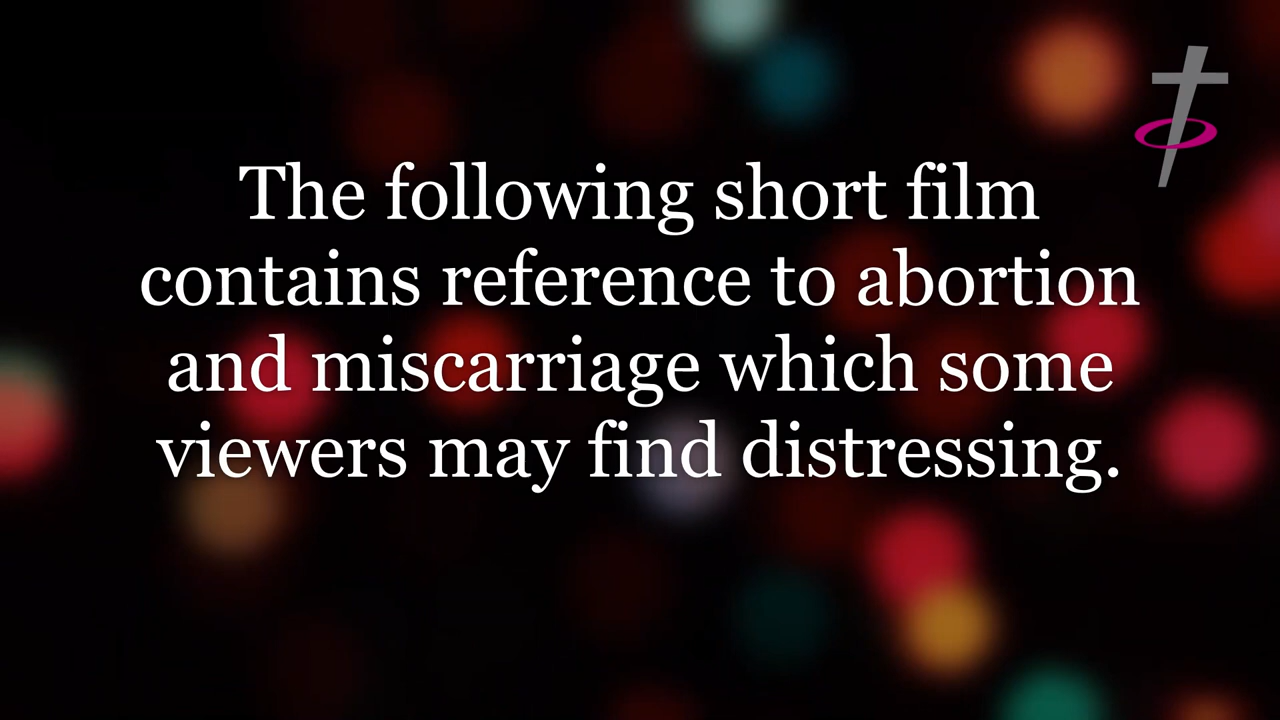 The following short film
contains reference to abortion
and miscarriage which some
viewers may find distressing.